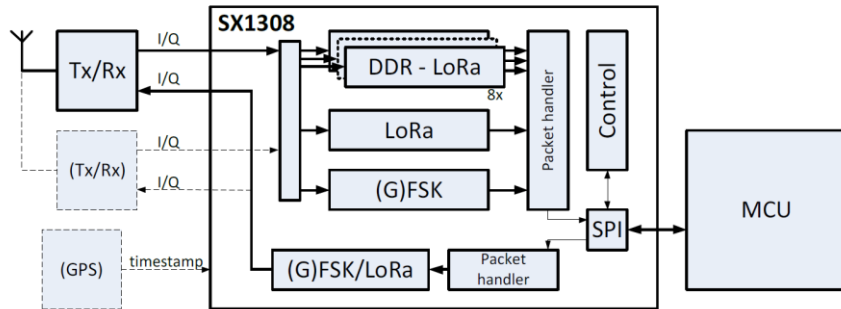 SX1308
I/Q
Tx/Rx
I/Q
DDR - LoRa
8x
Packet handler
Control
LoRa
I/Q
(Tx/Rx)
I/Q
(G)FSK
MCU
SPI
(GPS)
timestamp
(G)FSK/LoRa
Packet
handler